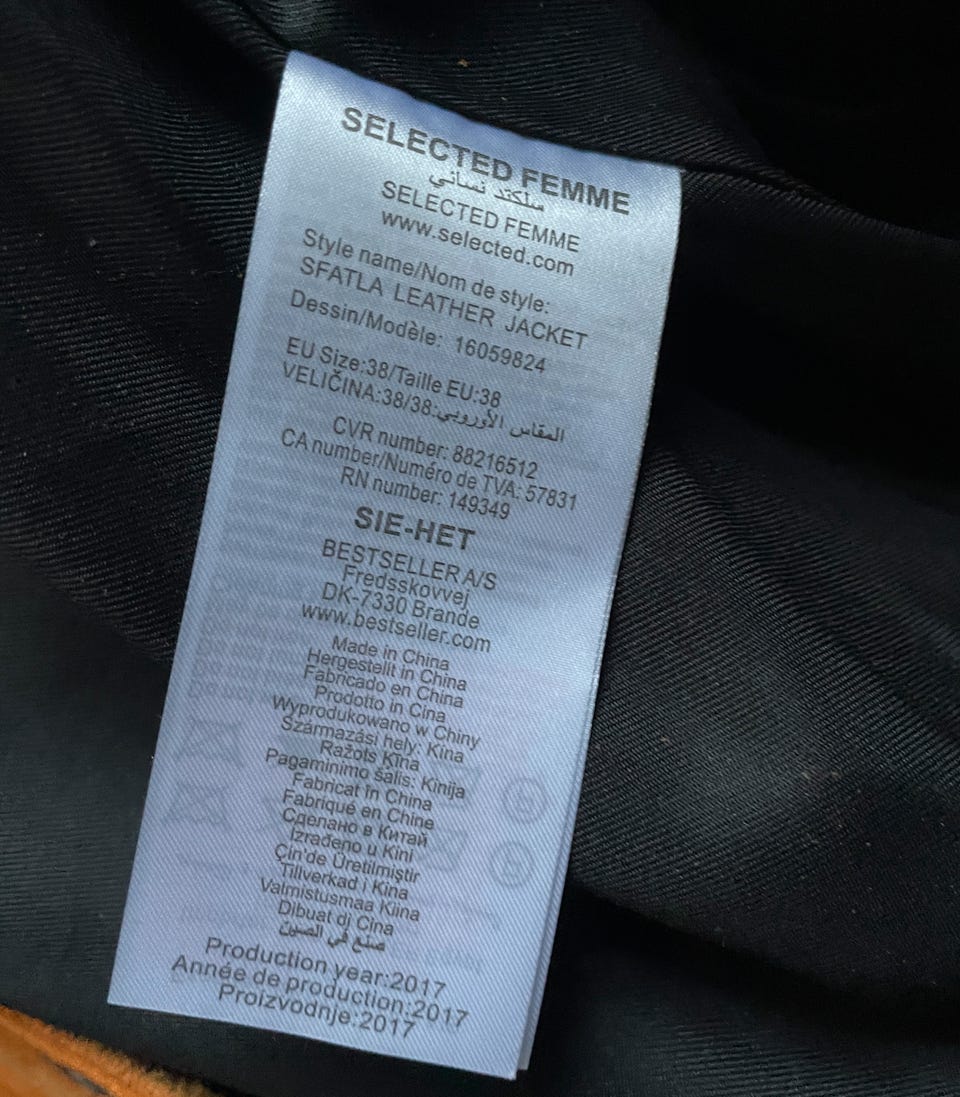 SELECTED FEMME
سلكتد نسائي
SELECTED FEMME
www.selected.com
Style name/Nom de style:
SFATLA LEATHER JACKET
Dessin/Modèle: 16059824
EU Size:38/Taille EU:38
VELIČINA:38/38:المقاس الأوروبي
CVR number: 88216512
CA number/Numéro de TVA: 57831
RN number: 149349
SIE-HET
BESTSELLER A/S
Fredsskovvej
DK-7330 Brande
www.bestseller.com
Made in China
Hergestellt in China
Fabricado en China
Prodotto in Cina
Wyprodukowano w Chiny
Származási hely: Kína
Ražots Ķīna
Pagaminimo šalis: Kinija
Fabricat în China
Fabriqué en Chine
Сделано в Китай
Izrađeno u Kini
Çin'de Üretilmiştir
Tillverkad i Kina
Valmistusmaa Kiina
Dibuat di Cina
صنع في الصين
Production year:2017
Année de production:2017
Proizvodnje:2017